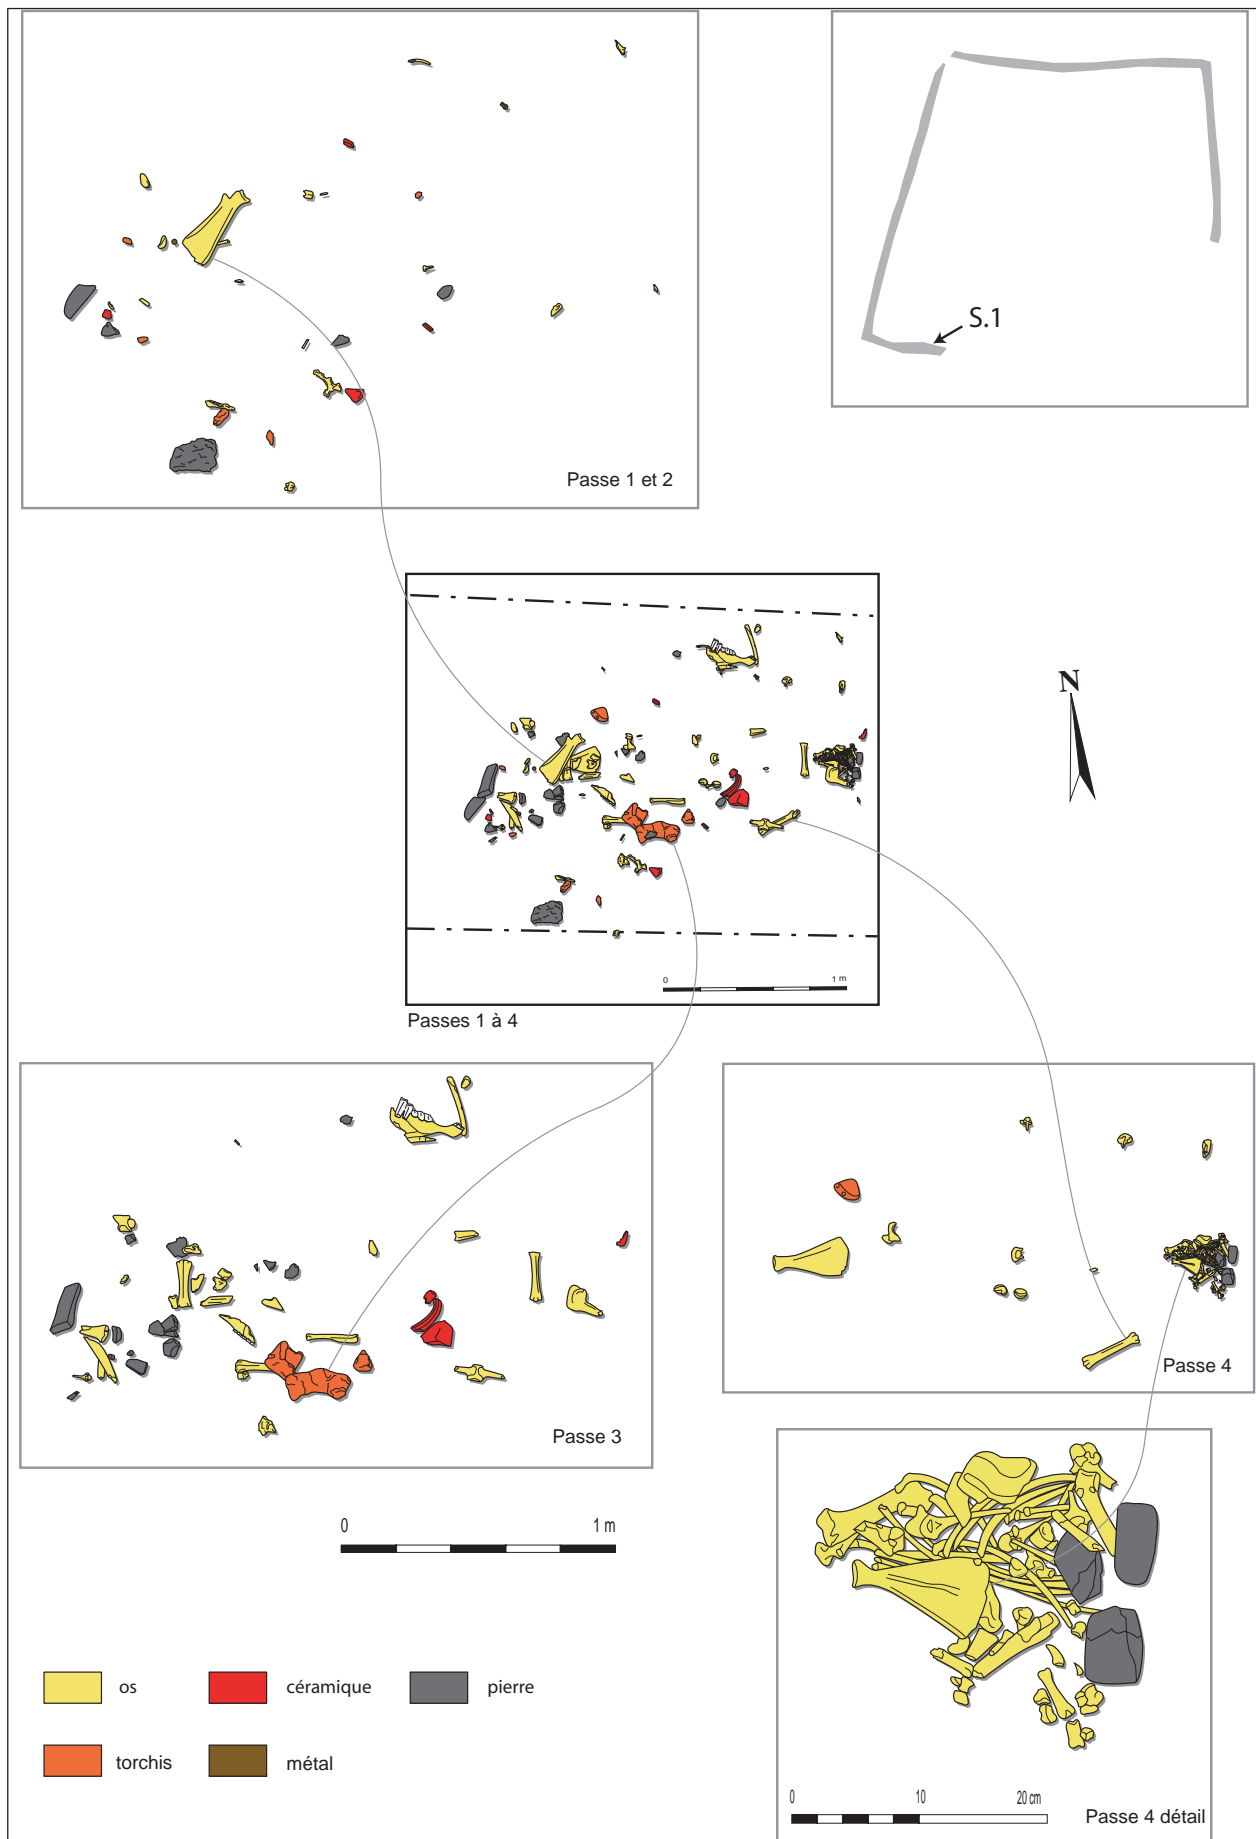 S.1
Passe 1 et 2
N
0 1 m
Passes 1 à 4
Passe 3
Passe 4
0 1 m
os
céramique
pierre
torchis
métal
0 10 20 cm
Passe 4 détail